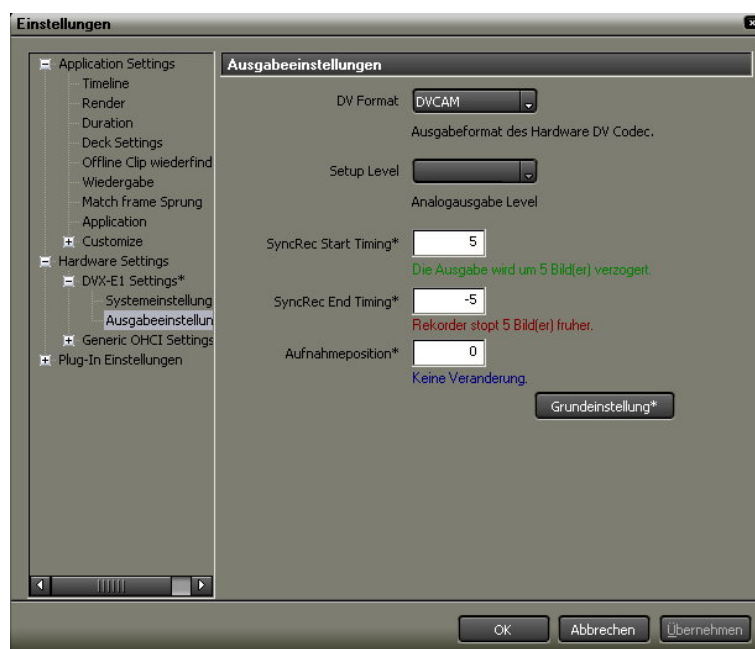 Einstellungen
Application Settings
Timeline
Render
Duration
Deck Settings
Offline Clip wiederfind
Wiedergabe
Match frame Sprung
Application
Customize
Hardware Settings
DVX-E1 Settings*
Systemeinstellung
Ausgabeeinstellun
Generic OHCI Settings
Plug-In Einstellungen
Ausgabeeinstellungen
DV Format DVCAM
Ausgabeformat des Hardware DV Codec.
Setup Level
Analogausgabe Level
SyncRec Start Timing* 5
Die Ausgabe wird um 5 Bild(er) verzogert.
SyncRec End Timing* -5
Rekorder stopt 5 Bild(er) fruher.
Aufnahmeposition* 0
Keine Veranderung.
Grundeinstellung*
OK Abbrechen Übernehmen